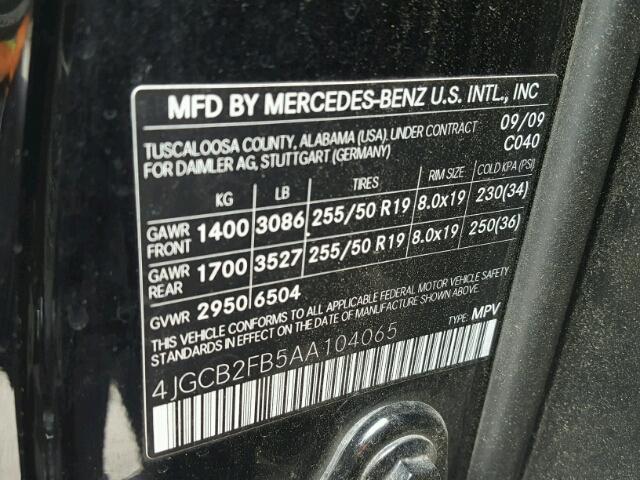 MFD BY MERCEDES-BENZ U.S. INTL., INC
TUSCALOOSA COUNTY, ALABAMA (USA). UNDER CONTRACT 09/09
FOR DAIMLER AG, STUTTGART (GERMANY) C040
KG LB TIRES RIM SIZE COLD KPA (PSI)
GAWR FRONT 1400 3086 255/50 R19 8.0x19 230(34)
GAWR REAR 1700 3527 255/50 R19 8.0x19 250(36)
GVWR 2950 6504
THIS VEHICLE CONFORMS TO ALL APPLICABLE FEDERAL MOTOR VEHICLE SAFETY
STANDARDS IN EFFECT ON THE DATE OF MANUFACTURE SHOWN ABOVE.
4JGCB2FB5AA104065 TYPE: MPV